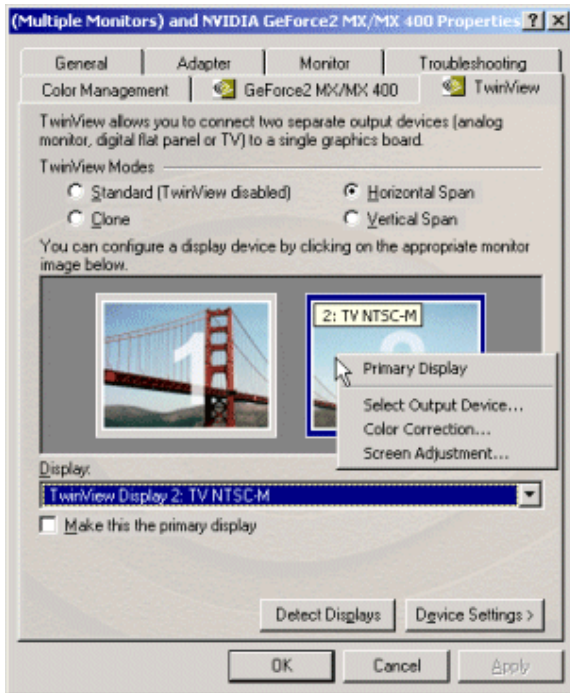 (Multiple Monitors) and NVIDIA GeForce2 MX/MX 400 Properties
General Adapter Monitor Troubleshooting
Color Management GeForce2 MX/MX 400 TwinView
TwinView allows you to connect two separate output devices (analog
monitor, digital flat panel or TV) to a single graphics board.
TwinView Modes
Standard (TwinView disabled) Horizontal Span
Clone Vertical Span
You can configure a display device by clicking on the appropriate monitor
image below.
1
2: TV NTSC-M
2
Primary Display
Select Output Device...
Color Correction...
Screen Adjustment...
Display:
TwinView Display 2: TV NTSC-M
Make this the primary display
Detect Displays Device Settings >
OK Cancel Apply